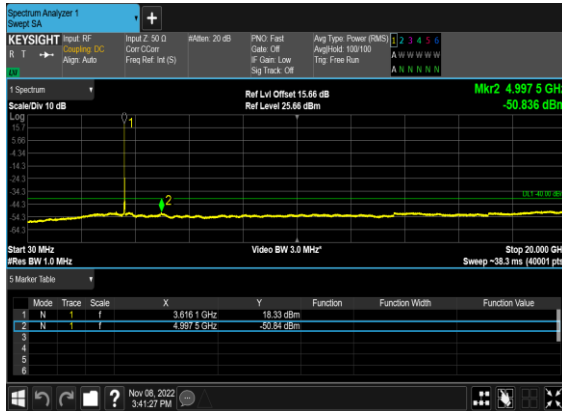 Spectrum Analyzer 1
Swept SA
KEYSIGHT
R T
Input: RF
Coupling: DC
Align: Auto
Input Z: 50 Ω
Corr CCorr
Freq Ref: Int (S)
#Atten: 20 dB
PNO: Fast
Gate: Off
IF Gain: Low
Sig Track: Off
Avg Type: Power (RMS)
Avg|Hold: 100/100
Trig: Free Run
1 2 3 4 5 6
A W W W W W
A N N N N N
1 Spectrum
Scale/Div 10 dB
Ref Lvl Offset 15.66 dB
Ref Level 25.66 dBm
Mkr2 4.997 5 GHz
-50.836 dBm
Log
15.7
5.66
-4.34
-14.3
-24.3
-34.3
-44.3
-54.3
-64.3
1
2
DL1 -40.00 dBm
Start 30 MHz
#Res BW 1.0 MHz
Video BW 3.0 MHz*
Stop 20.000 GHz
Sweep ~38.3 ms (40001 pts)
5 Marker Table
Mode Trace Scale X Y Function Function Width Function Value
1 N 1 f 3.616 1 GHz 18.33 dBm
2 N 1 f 4.997 5 GHz -50.84 dBm
3
4
5
6
Nov 08, 2022
3:41:27 PM